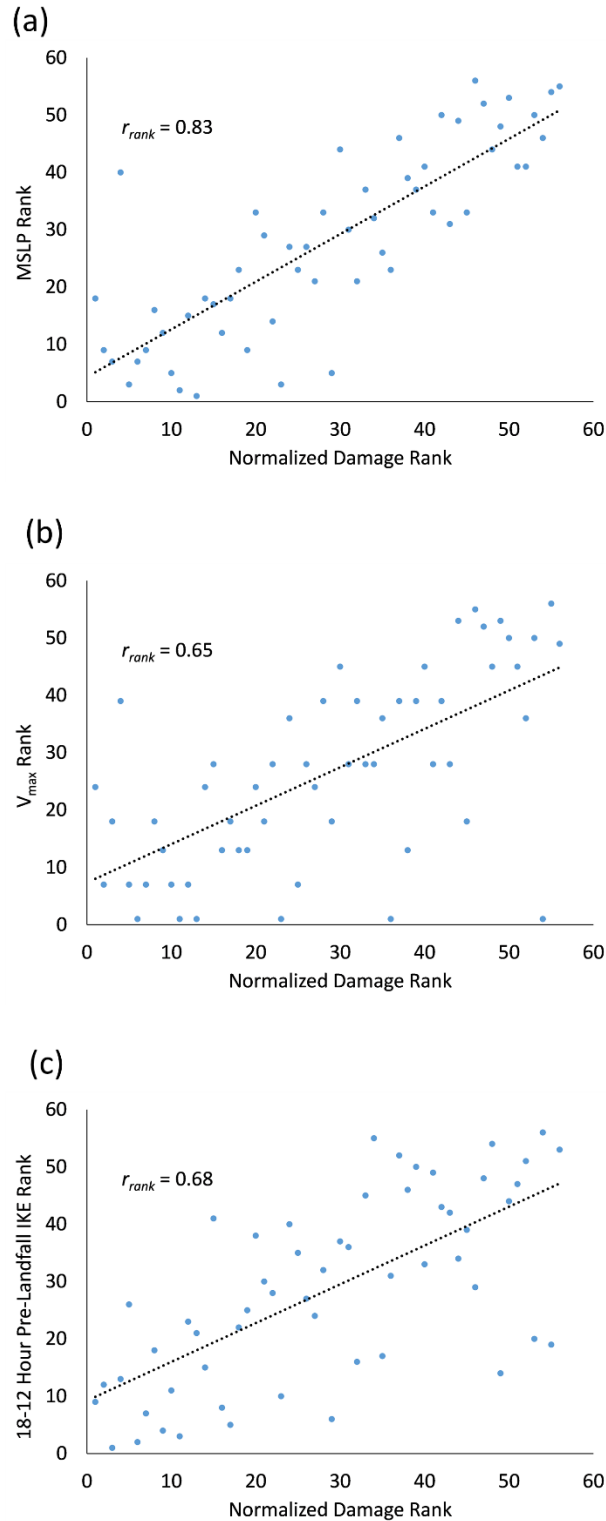 (a)
60
50
40
30
20
10
0
MSLP Rank
r_rank = 0.83
0 10 20 30 40 50 60
Normalized Damage Rank
(b)
60
50
40
30
20
10
0
V_max Rank
r_rank = 0.65
0 10 20 30 40 50 60
Normalized Damage Rank
(c)
60
50
40
30
20
10
0
18-12 Hour Pre-Landfall IKE Rank
r_rank = 0.68
0 10 20 30 40 50 60
Normalized Damage Rank